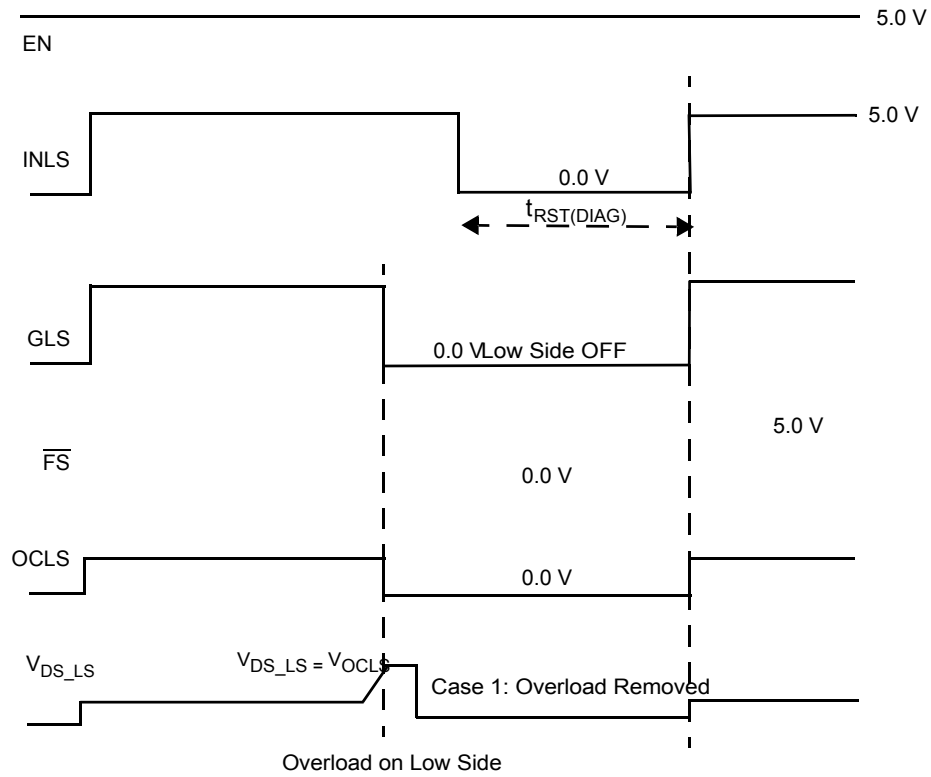 5.0 V
EN
5.0 V
INLS
0.0 V
tRST(DIAG)
GLS
0.0 VLow Side OFF
5.0 V
FS
0.0 V
OCLS
0.0 V
VDS_LS
VDS_LS = VOCLS
Case 1: Overload Removed
Overload on Low Side